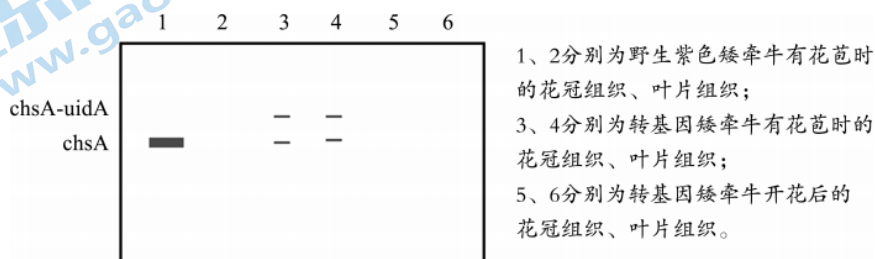 1 2 3 4 5 6
chsA-uidA
chsA
1、2分别为野生紫色矮牵牛有花芭时
的花冠组织、叶片组织；
3、4分别为转基因矮牵牛有花芭时的
花冠组织、叶片组织；
5、6分别为转基因矮牵牛开花后的
花冠组织、叶片组织。